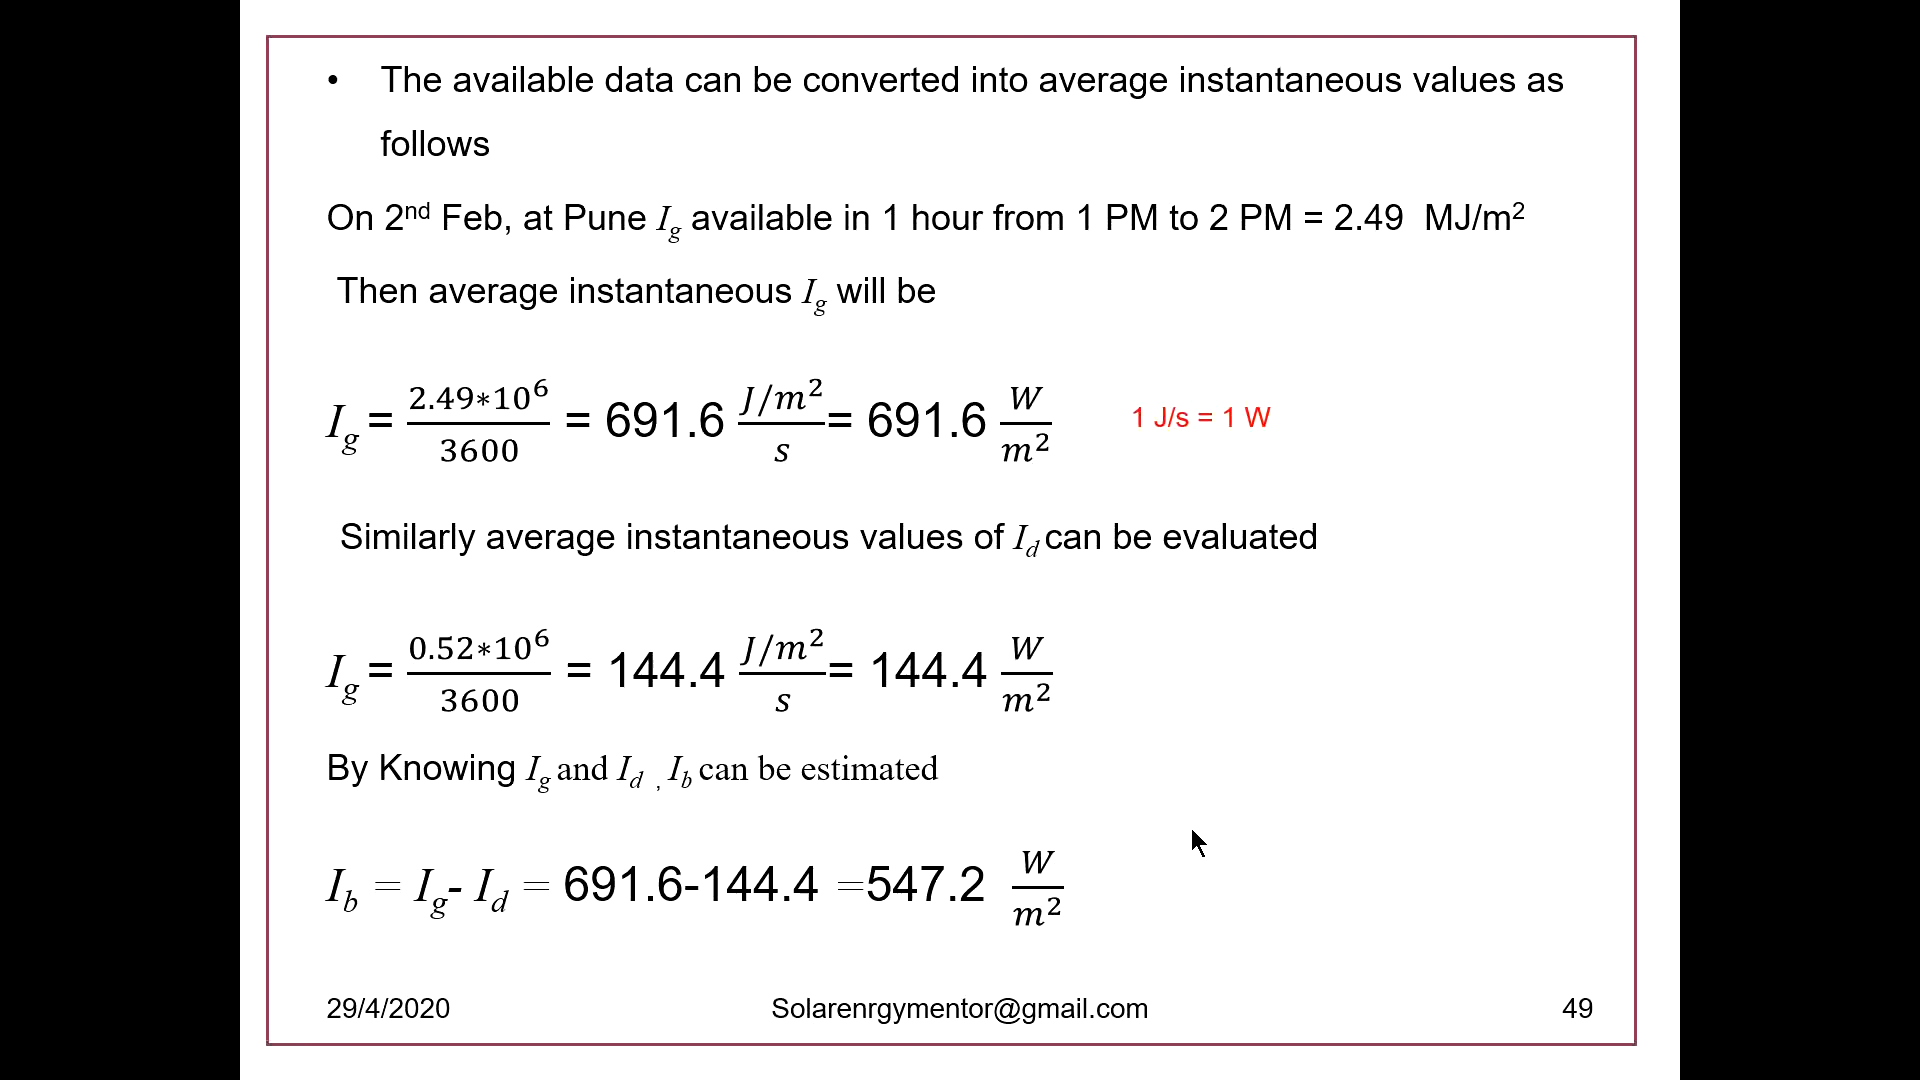 • The available data can be converted into average instantaneous values as
follows
On 2nd Feb, at Pune Ig available in 1 hour from 1 PM to 2 PM = 2.49 MJ/m²
Then average instantaneous Ig will be
Ig = 2.49*10⁶/3600 = 691.6 J/m²/s = 691.6 W/m² 1 J/s = 1 W
Similarly average instantaneous values of Id can be evaluated
Ig = 0.52*10⁶/3600 = 144.4 J/m²/s = 144.4 W/m²
By Knowing Ig and Id , Ib can be estimated
Ib = Ig- Id = 691.6-144.4 =547.2 W/m²
29/4/2020 Solarenrgymentor@gmail.com 49